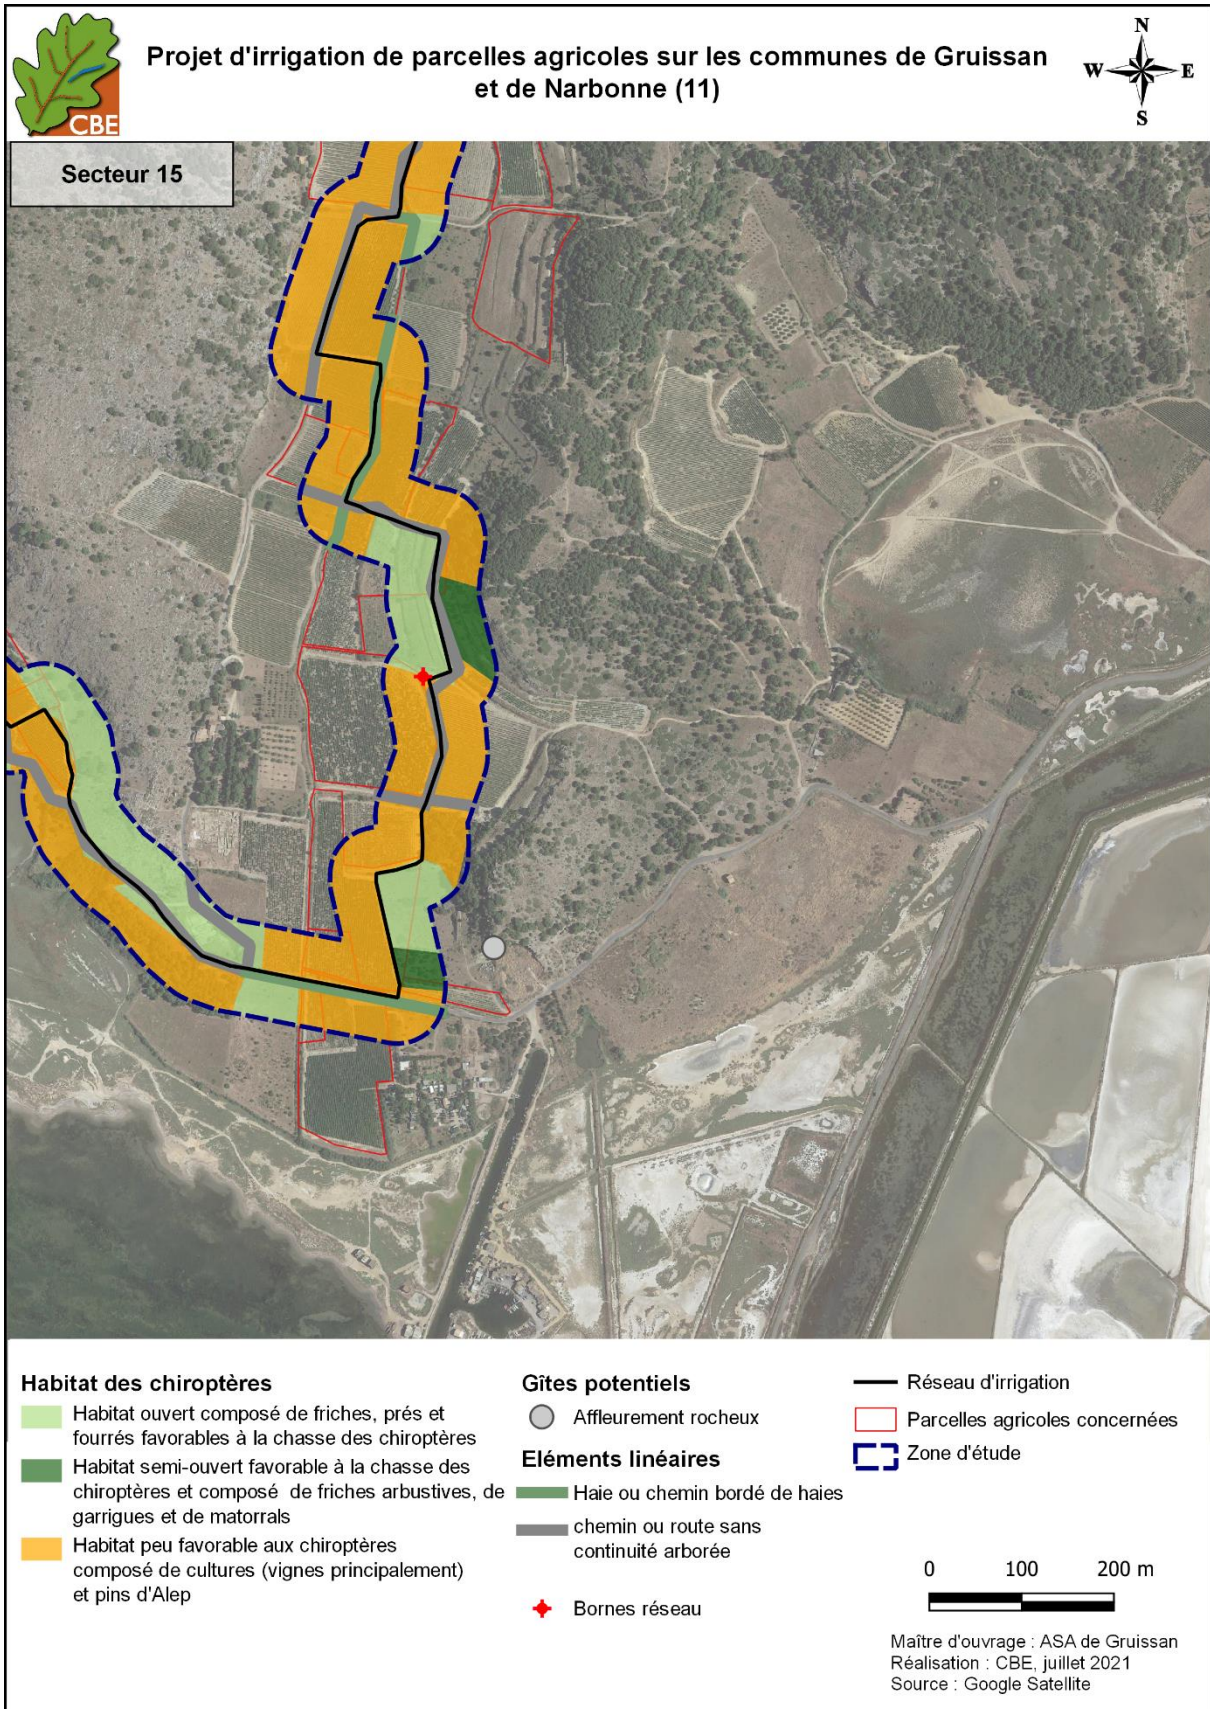 Projet d'irrigation de parcelles agricoles sur les communes de Gruissan
et de Narbonne (11)
CBE
N
W E
S
Secteur 15
Habitat des chiroptères
Habitat ouvert composé de friches, prés et
fourrés favorables à la chasse des chiroptères
Habitat semi-ouvert favorable à la chasse des
chiroptères et composé de friches arbustives, de
garrigues et de matorrals
Habitat peu favorable aux chiroptères
composé de cultures (vignes principalement)
et pins d'Alep
Gîtes potentiels
Affleurement rocheux
Eléments linéaires
Haie ou chemin bordé de haies
chemin ou route sans
continuité arborée
Bornes réseau
Réseau d'irrigation
Parcelles agricoles concernées
Zone d'étude
0 100 200 m
Maître d'ouvrage : ASA de Gruissan
Réalisation : CBE, juillet 2021
Source : Google Satellite